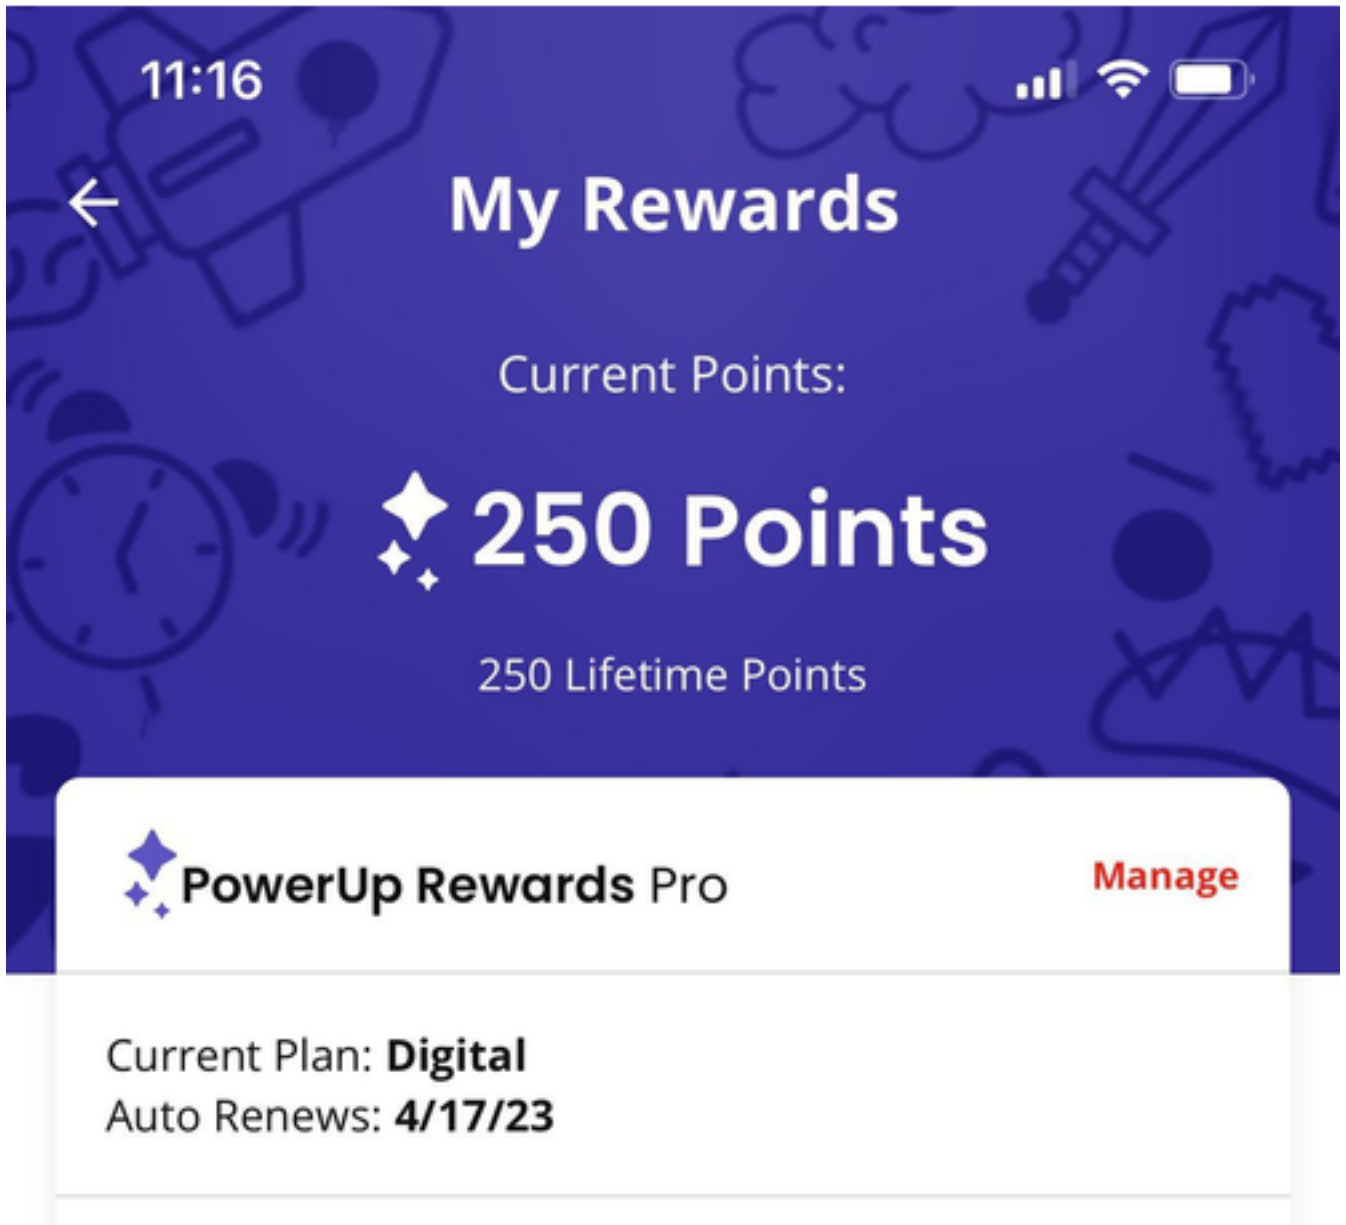 11:16
My Rewards
Current Points:
250 Points
250 Lifetime Points
PowerUp Rewards Pro
Manage
Current Plan: Digital
Auto Renews: 4/17/23